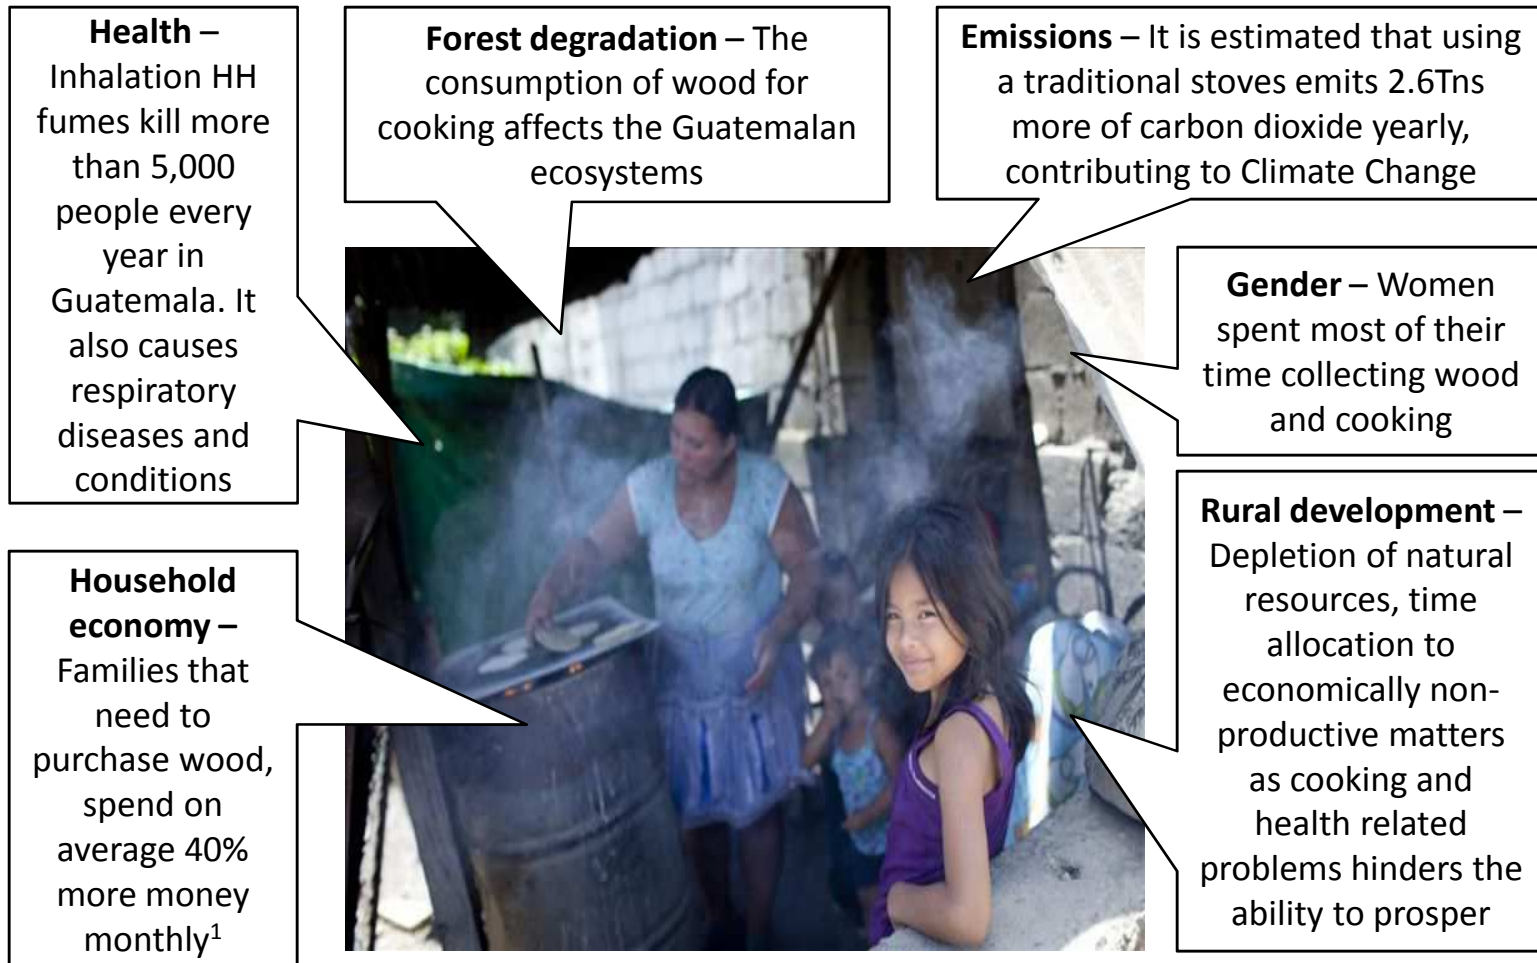 Health –
Inhalation HH
fumes kill more
than 5,000
people every
year in
Guatemala. It
also causes
respiratory
diseases and
conditions
Forest degradation – The
consumption of wood for
cooking affects the Guatemalan
ecosystems
Emissions – It is estimated that using
a traditional stoves emits 2.6Tns
more of carbon dioxide yearly,
contributing to Climate Change
Gender – Women
spent most of their
time collecting wood
and cooking
Household
economy –
Families that
need to
purchase wood,
spend on
average 40%
more money
monthly¹
Rural development –
Depletion of natural
resources, time
allocation to
economically non-
productive matters
as cooking and
health related
problems hinders the
ability to prosper